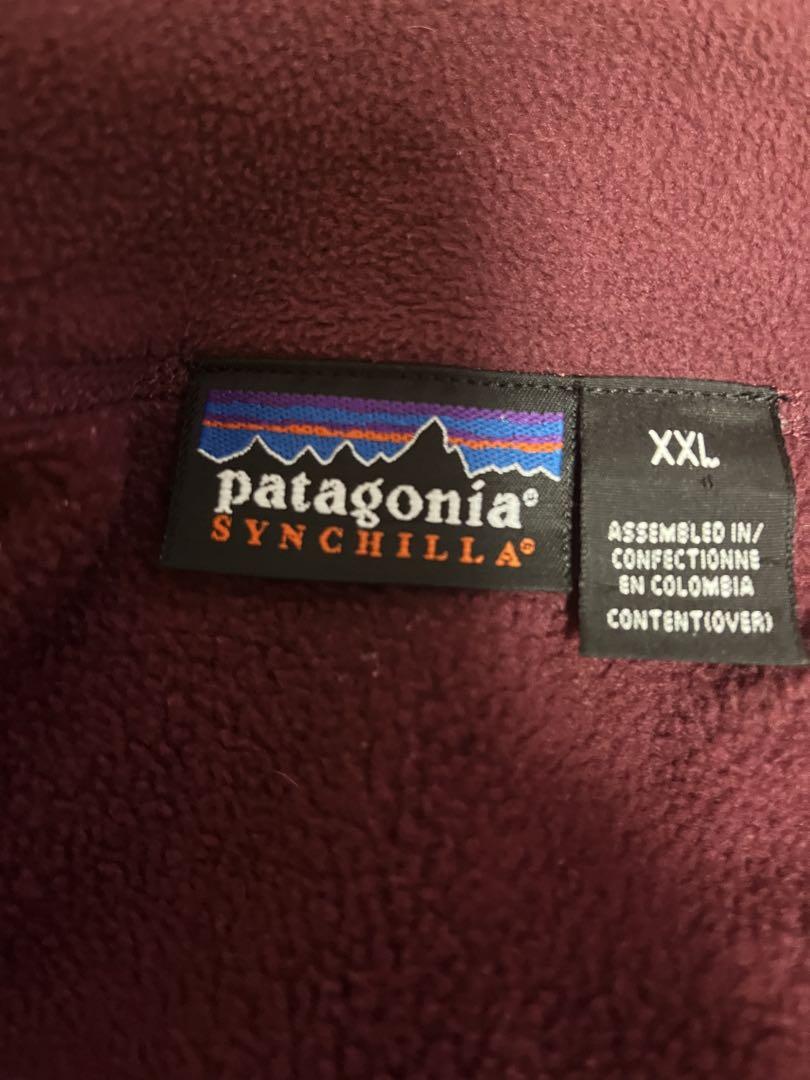 patagonia®
SYNCHILLA®
XXL
ASSEMBLED IN/
CONFECTIONNE
EN COLOMBIA
CONTENT(OVER)